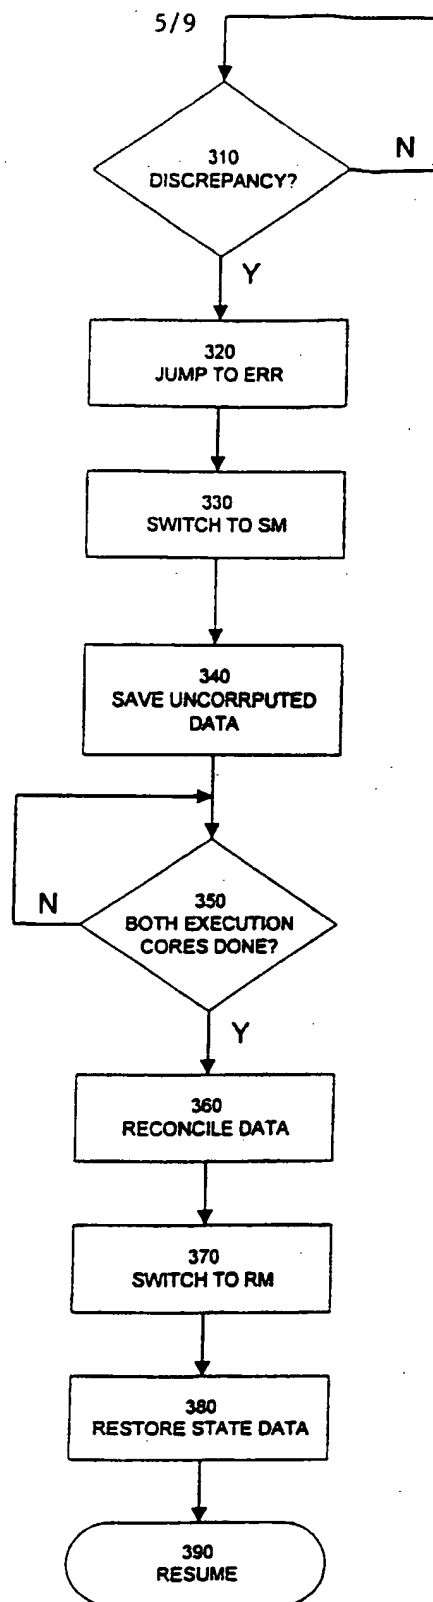 5/9
310
DISCREPANCY?
N
Y
320
JUMP TO ERR
330
SWITCH TO SM
340
SAVE UNCORRPUTED
DATA
350
BOTH EXECUTION
CORES DONE?
N
Y
360
RECONCILE DATA
370
SWITCH TO RM
380
RESTORE STATE DATA
390
RESUME